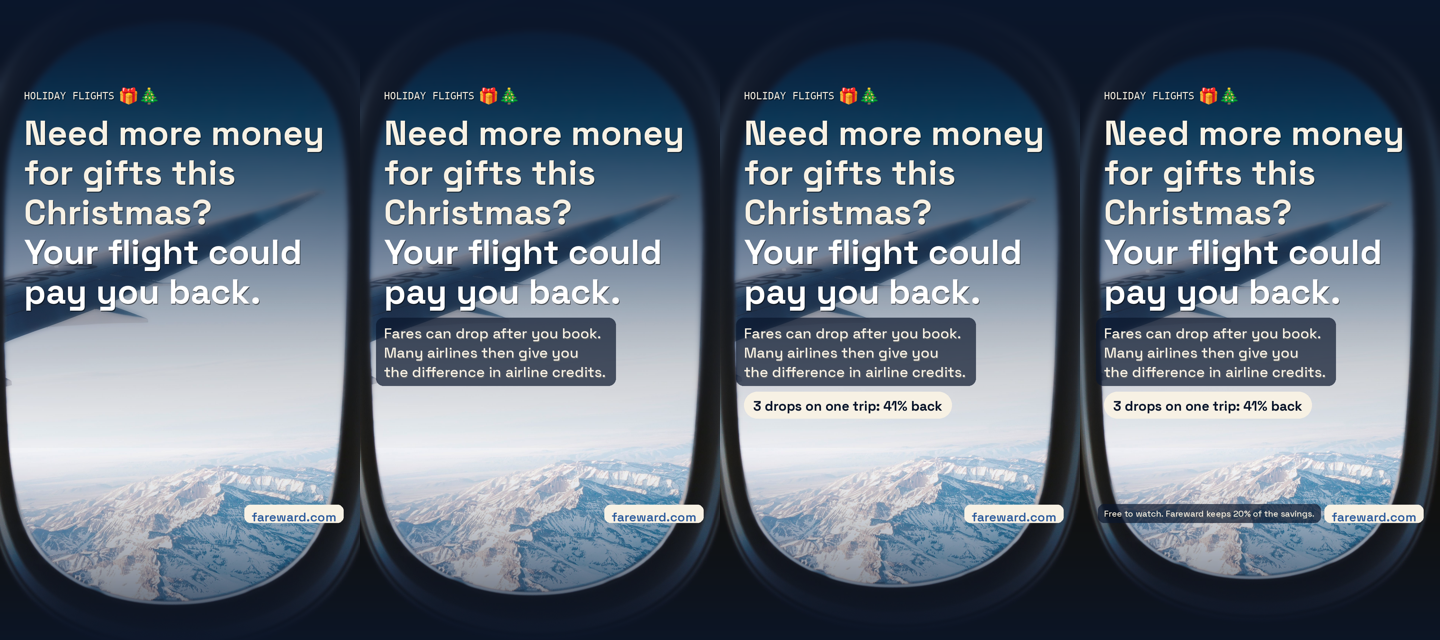 HOLIDAY FLIGHTS 🎁🎄
Need more money
for gifts this
Christmas?
Your flight could
pay you back.
fareward.com
HOLIDAY FLIGHTS 🎁🎄
Need more money
for gifts this
Christmas?
Your flight could
pay you back.
Fares can drop after you book.
Many airlines then give you
the difference in airline credits.
fareward.com
HOLIDAY FLIGHTS 🎁🎄
Need more money
for gifts this
Christmas?
Your flight could
pay you back.
Fares can drop after you book.
Many airlines then give you
the difference in airline credits.
3 drops on one trip: 41% back
fareward.com
HOLIDAY FLIGHTS 🎁🎄
Need more money
for gifts this
Christmas?
Your flight could
pay you back.
Fares can drop after you book.
Many airlines then give you
the difference in airline credits.
3 drops on one trip: 41% back
Free to watch. Fareward keeps 20% of the savings.
fareward.com